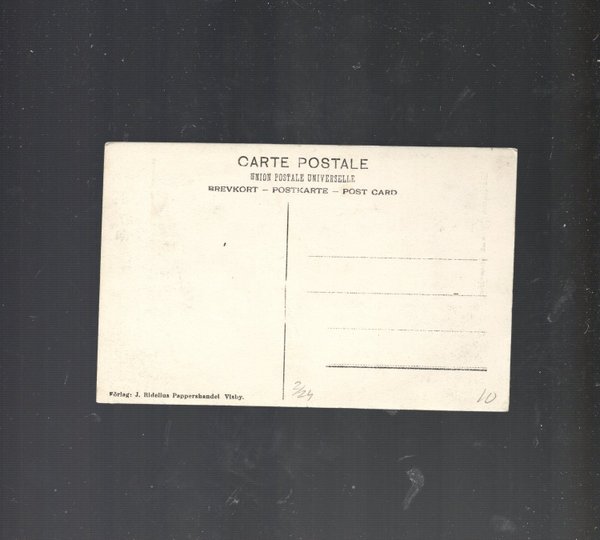 CARTE POSTALE
UNION POSTALE UNIVERSELLE
BREVKORT — POSTKARTE — POST CARD
Förlag: J. Ridelius Pappershandel Visby.
2/24
10